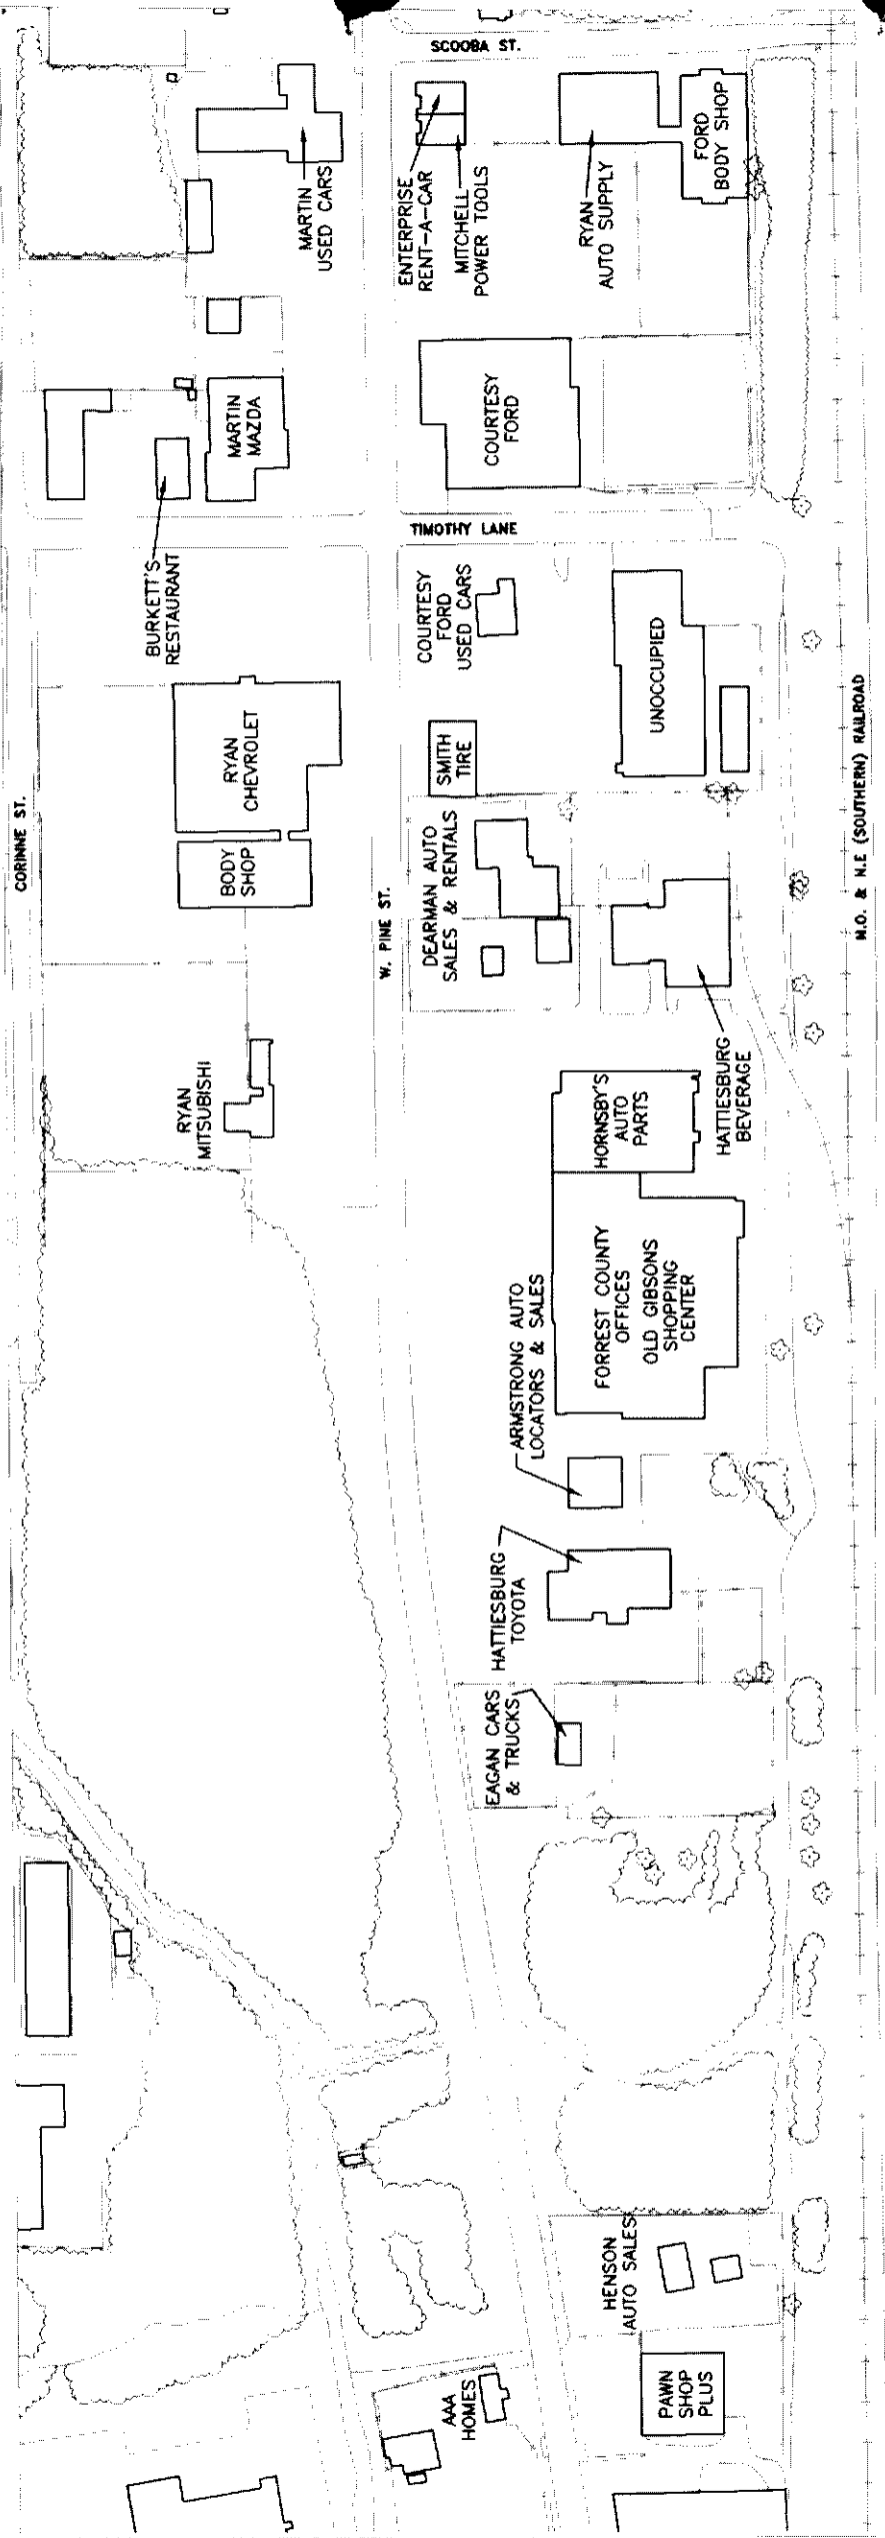 SCOOBA ST.
MARTIN
USED CARS
ENTERPRISE
RENT-A-CAR
MITCHELL
POWER TOOLS
RYAN
AUTO SUPPLY
FORD
BODY SHOP
MARTIN
MAZDA
COURTESY
FORD
TIMOTHY LANE
BURKETT'S
RESTAURANT
COURTESY
FORD
USED CARS
UNOCCUPIED
RYAN
CHEVROLET
SMITH
TIRE
CORINNE ST.
BODY
SHOP
W. PINE ST.
DEARMAN AUTO
SALES & RENTALS
M.O. & N.E (SOUTHERN) RAILROAD
RYAN
MITSUBISHI
HATTIESBURG
BEVERAGE
HORNSBY'S
AUTO
PARTS
FORREST COUNTY
OFFICES
OLD GIBSONS
SHOPPING
CENTER
ARMSTRONG AUTO
LOCATORS & SALES
HATTIESBURG
TOYOTA
EAGAN CARS
& TRUCKS
HENSON
AUTO SALES
AAA
HOMES
PAWN
SHOP
PLUS